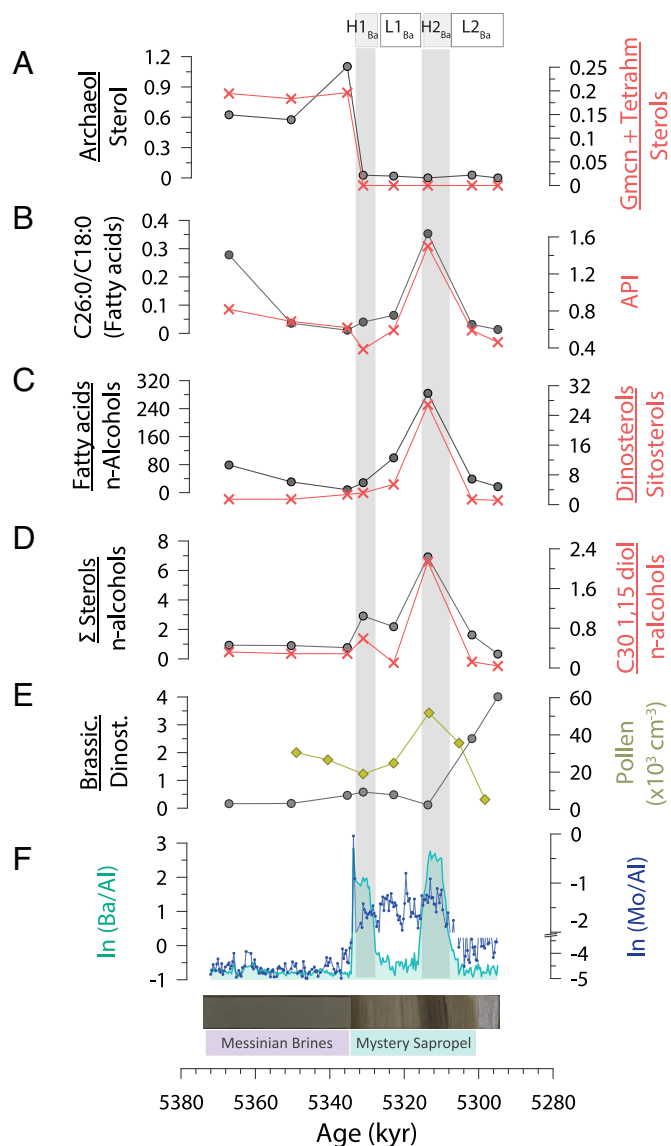 H1Ba L1Ba H2Ba L2Ba
A
1.2
0.9
0.6
0.3
0
Archaeol
Sterol
0.25
0.2
0.15
0.1
0.05
0
Gmcn + Tetrahm
Sterols
B
0.4
0.3
0.2
0.1
0
C26:0/C18:0
(Fatty acids)
1.6
1.2
0.8
0.4
API
C
320
240
160
80
0
Fatty acids
n-Alcohols
32
24
16
8
0
Dinosterols
Sitosterols
D
8
6
4
2
0
Σ Sterols
n-alcohols
2.4
1.6
0.8
0
C30 1,15 diol
n-alcohols
E
4
3
2
1
0
Brassic.
Dinost.
60
40
20
0
Pollen
(x10³ cm⁻³)
F
3
2
1
0
-1
ln (Ba/Al)
0
-1
-2
-4
-5
ln (Mo/Al)
Messinian Brines Mystery Sapropel
5380 5360 5340 5320 5300 5280
Age (kyr)